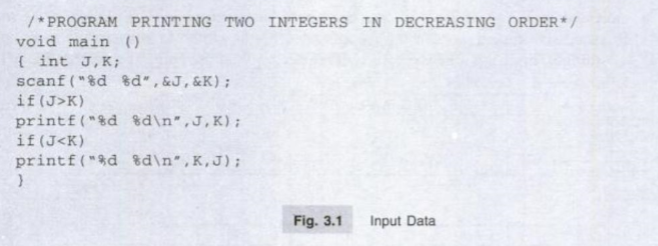 /*PROGRAM PRINTING TWO INTEGERS IN DECREASING ORDER*/
void main ()
{ int J,K;
scanf("%d %d",&J,&K);
if(J>K)
printf("%d %d\n",J,K);
if(J<K)
printf("%d %d\n",K,J);
}
Fig. 3.1 Input Data